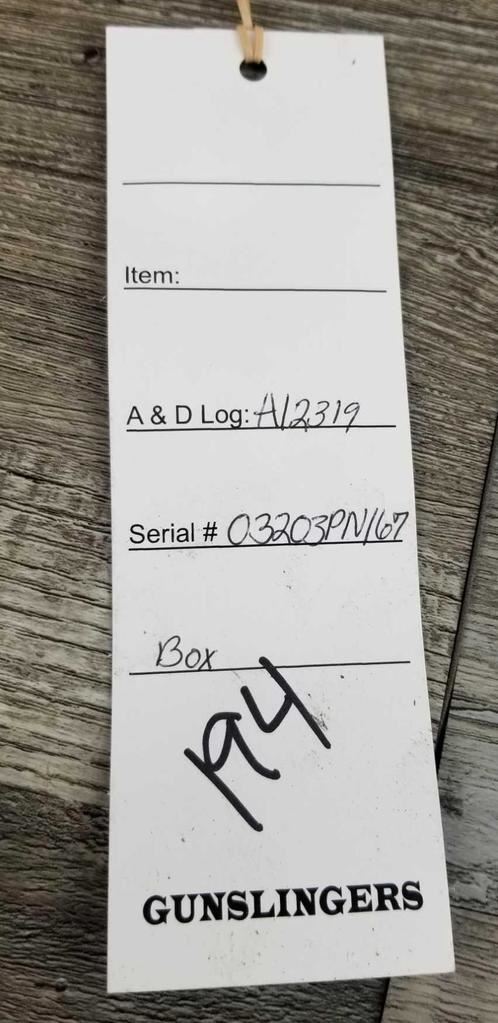 Item:
A & D Log: A12319
Serial # 03203PN167
Box
194
GUNSLINGERS